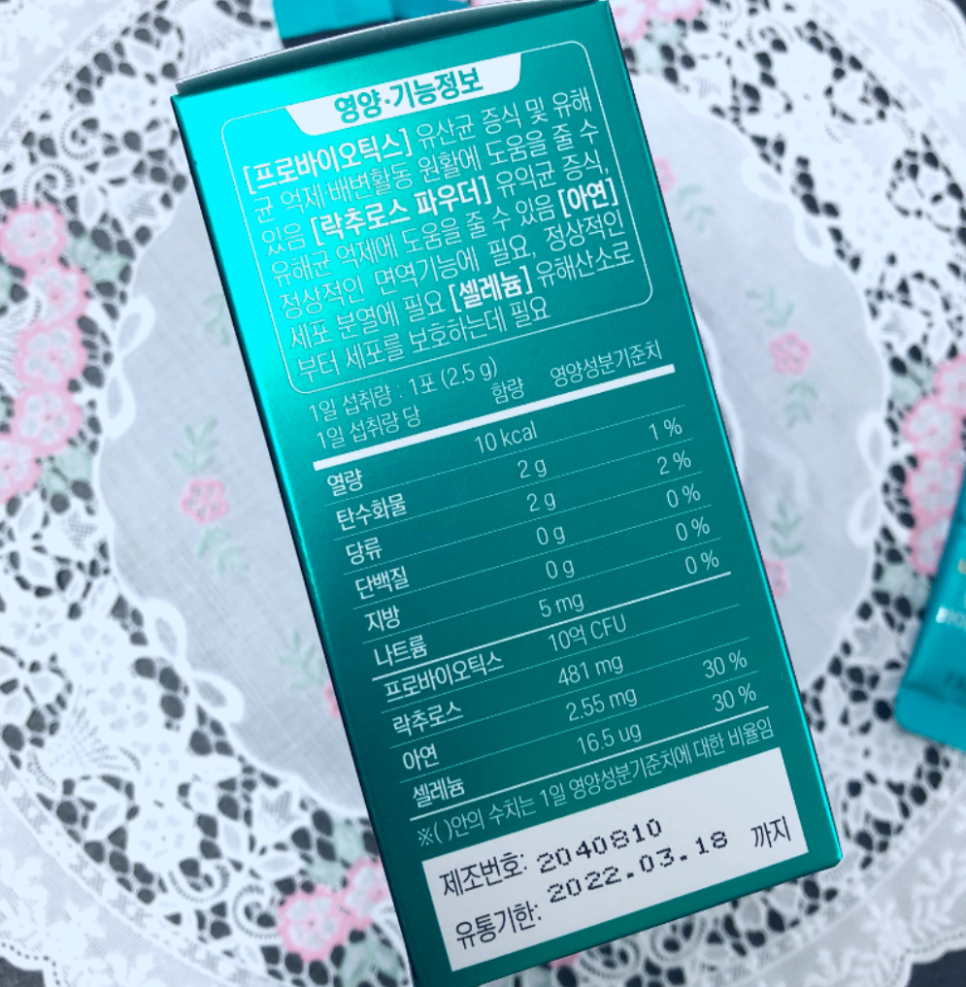 영양·기능정보
[프로바이오틱스] 유산균 증식 및 유해
균 억제·배변활동 원활에 도움을 줄 수
있음 [락추로스 파우더] 유익균 증식,
유해균 억제에 도움을 줄 수 있음 [아연]
정상적인 면역기능에 필요, 정상적인
세포 분열에 필요 [셀레늄] 유해산소로
부터 세포를 보호하는데 필요
1일 섭취량 : 1포 (2.5 g)
1일 섭취량 당 함량 영양성분기준치
열량 10 kcal
탄수화물 2 g 1 %
당류 2 g 2 %
단백질 0 g 0 %
지방 0 g 0 %
나트륨 5 mg 0 %
프로바이오틱스 10억 CFU
락추로스 481 mg
아연 2.55 mg 30 %
셀레늄 16.5 ug 30 %
※( )안의 수치는 1일 영양성분기준치에 대한 비율임
제조번호: 2040810
유통기한: 2022.03.18 까지